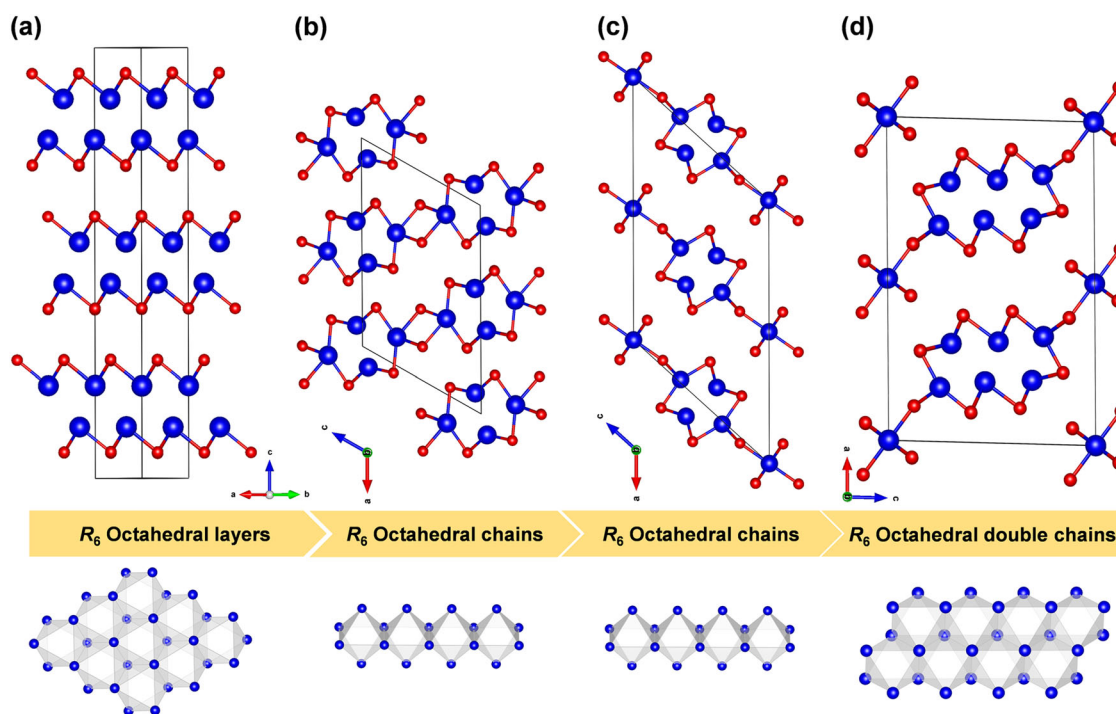 (a)
(b)
(c)
(d)
c
a
b
c
b
a
c
b
a
a
b
c
R6 Octahedral layers
R6 Octahedral chains
R6 Octahedral chains
R6 Octahedral double chains